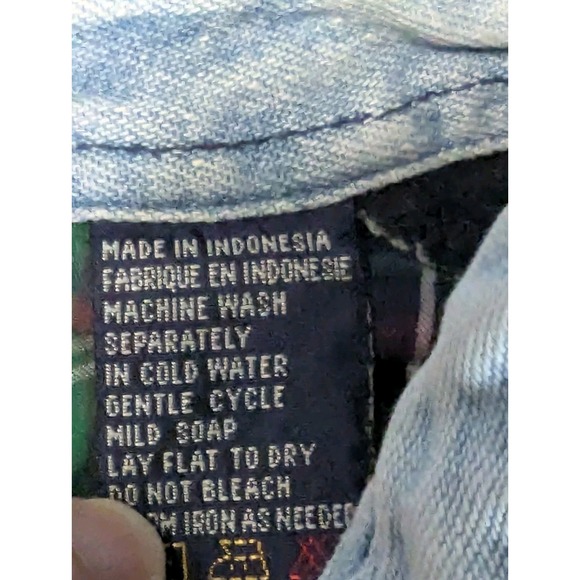 MADE IN INDONESIA
FABRIQUE EN INDONESIE
MACHINE WASH
SEPARATELY
IN COLD WATER
GENTLE CYCLE
MILD SOAP
LAY FLAT TO DRY
DO NOT BLEACH
IRON AS NEEDED